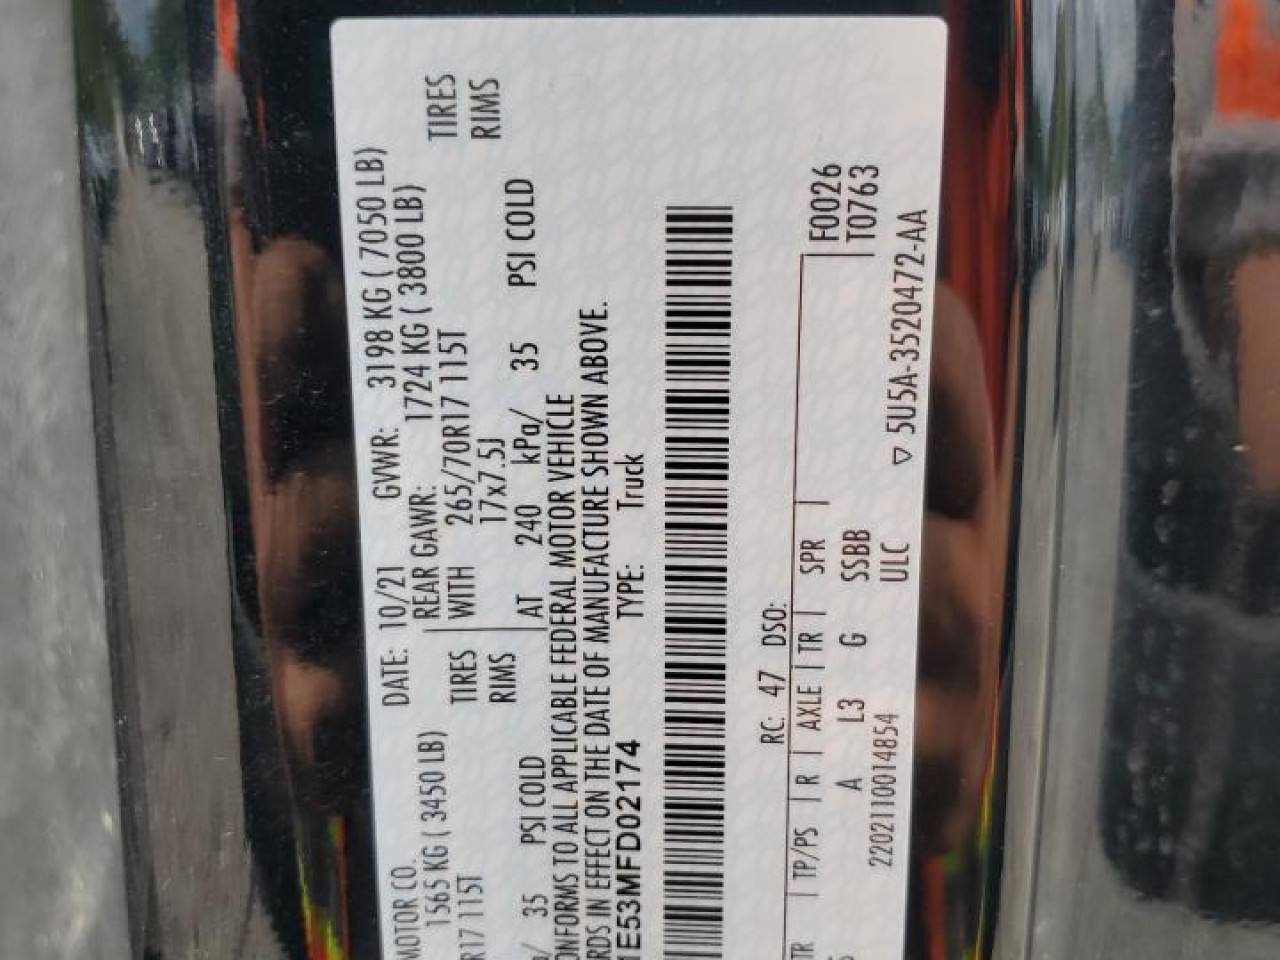 MOTOR CO. DATE: 10/21 GVWR: 3198 KG ( 7050 LB)
1565 KG ( 3450 LB) REAR GAWR: 1724 KG ( 3800 LB)
R17 115T TIRES WITH 265/70R17 115T TIRES
RIMS 17x7.5J RIMS
/ 35 PSI COLD AT 240 kPa/ 35 PSI COLD
ONFORMS TO ALL APPLICABLE FEDERAL MOTOR VEHICLE
RDS IN EFFECT ON THE DATE OF MANUFACTURE SHOWN ABOVE.
1E53MFD02174 TYPE: Truck
RC: 47 DSO:
TR TP/PS R AXLE TR SPR F0026
A L3 G SSBB T0763
2202110014854 ULC
5U5A-3520472-AA